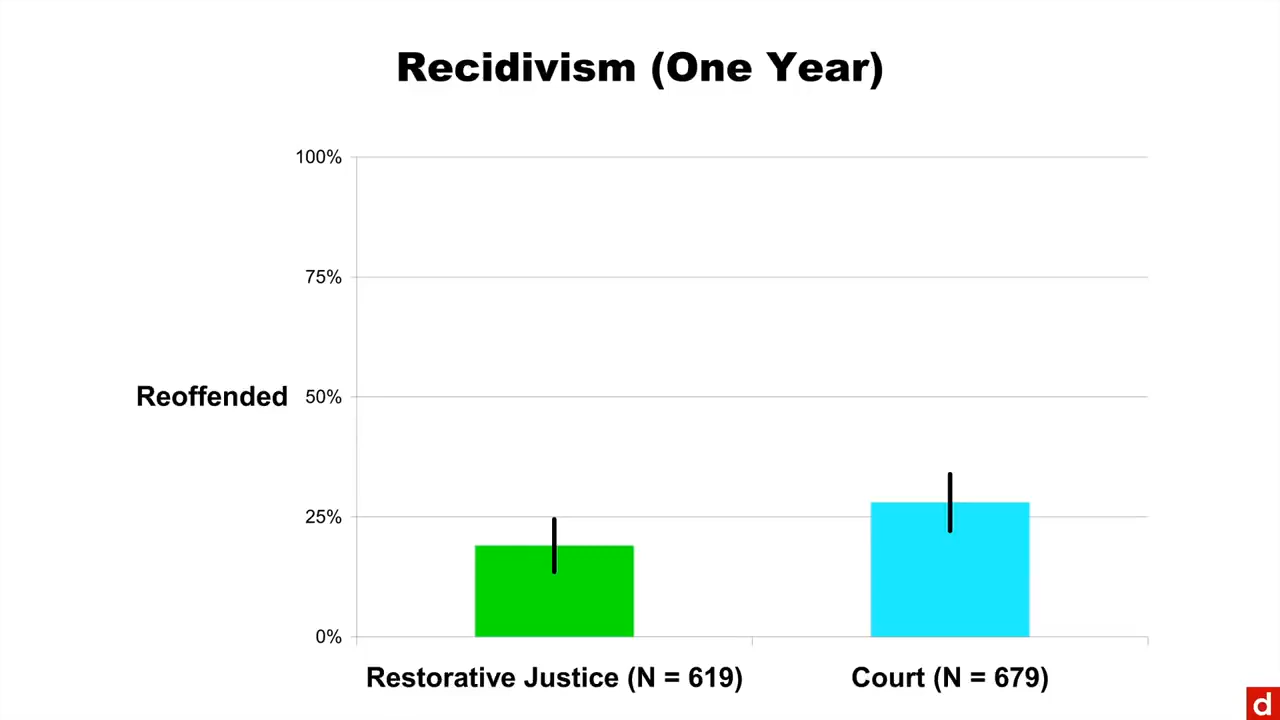 Recidivism (One Year)
100%
75%
Reoffended 50%
25%
0%
Restorative Justice (N = 619) Court (N = 679)
d